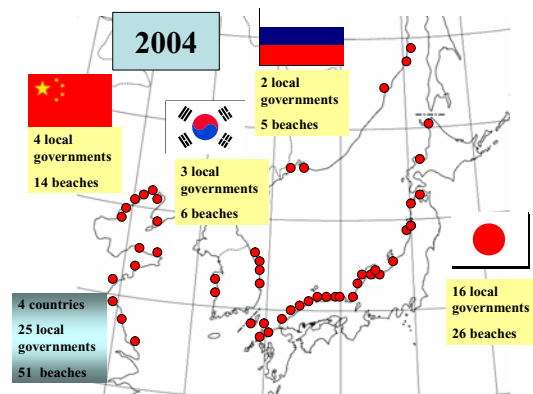 2004
2 local
governments
5 beaches
4 local
governments
14 beaches
3 local
governments
6 beaches
16 local
governments
26 beaches
4 countries
25 local
governments
51 beaches